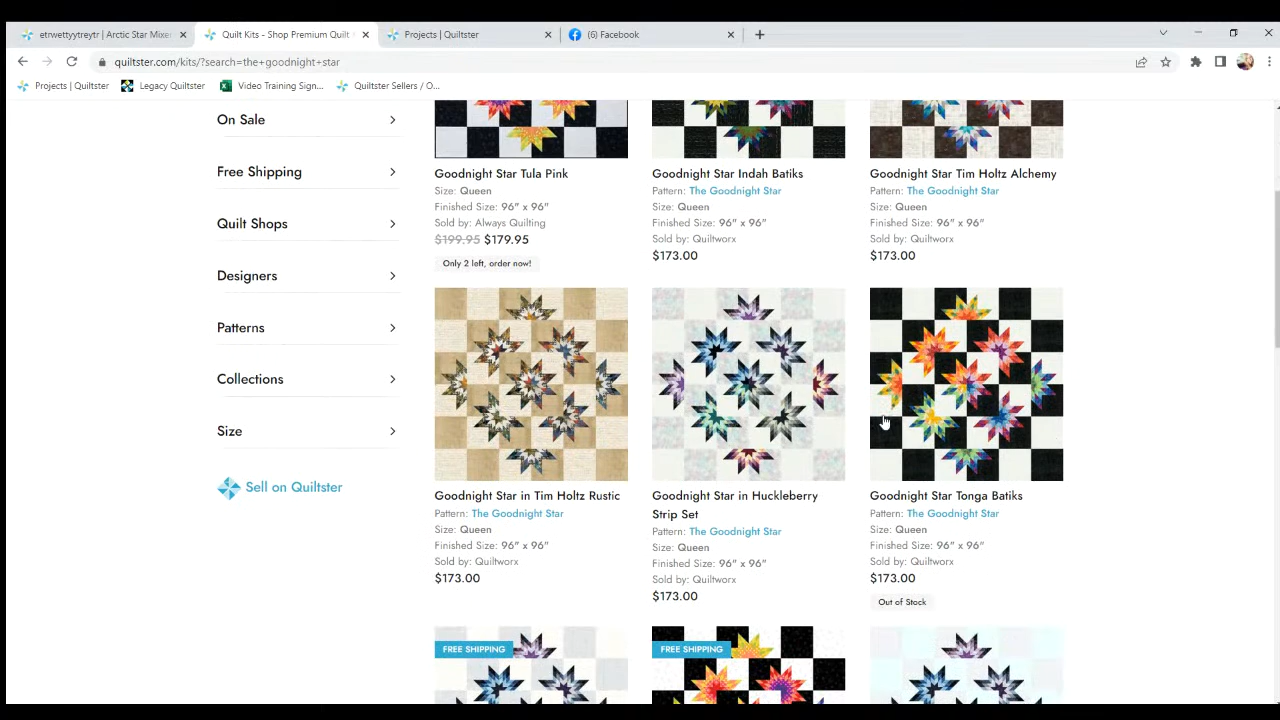 etrwettyytreytr | Arctic Star Mixe
Quilt Kits - Shop Premium Quilt
Projects | Quiltster
(6) Facebook
quiltster.com/kits/?search=the+goodnight+star
Projects | Quiltster
Legacy Quiltster
Video Training Sign...
Quiltster Sellers / O...
On Sale
Free Shipping
Quilt Shops
Designers
Patterns
Collections
Size
Sell on Quiltster
Goodnight Star Tula Pink
Size: Queen
Finished Size: 96" x 96"
Sold by: Always Quilting
$199.95 $179.95
Only 2 left, order now!
Goodnight Star Indah Batiks
Pattern: The Goodnight Star
Size: Queen
Finished Size: 96" x 96"
Sold by: Quiltworx
$173.00
Goodnight Star Tim Holtz Alchemy
Pattern: The Goodnight Star
Size: Queen
Finished Size: 96" x 96"
Sold by: Quiltworx
$173.00
Goodnight Star in Tim Holtz Rustic
Pattern: The Goodnight Star
Size: Queen
Finished Size: 96" x 96"
Sold by: Quiltworx
$173.00
Goodnight Star in Huckleberry
Strip Set
Pattern: The Goodnight Star
Size: Queen
Finished Size: 96" x 96"
Sold by: Quiltworx
$173.00
Goodnight Star Tonga Batiks
Pattern: The Goodnight Star
Size: Queen
Finished Size: 96" x 96"
Sold by: Quiltworx
$173.00
Out of Stock
FREE SHIPPING
FREE SHIPPING